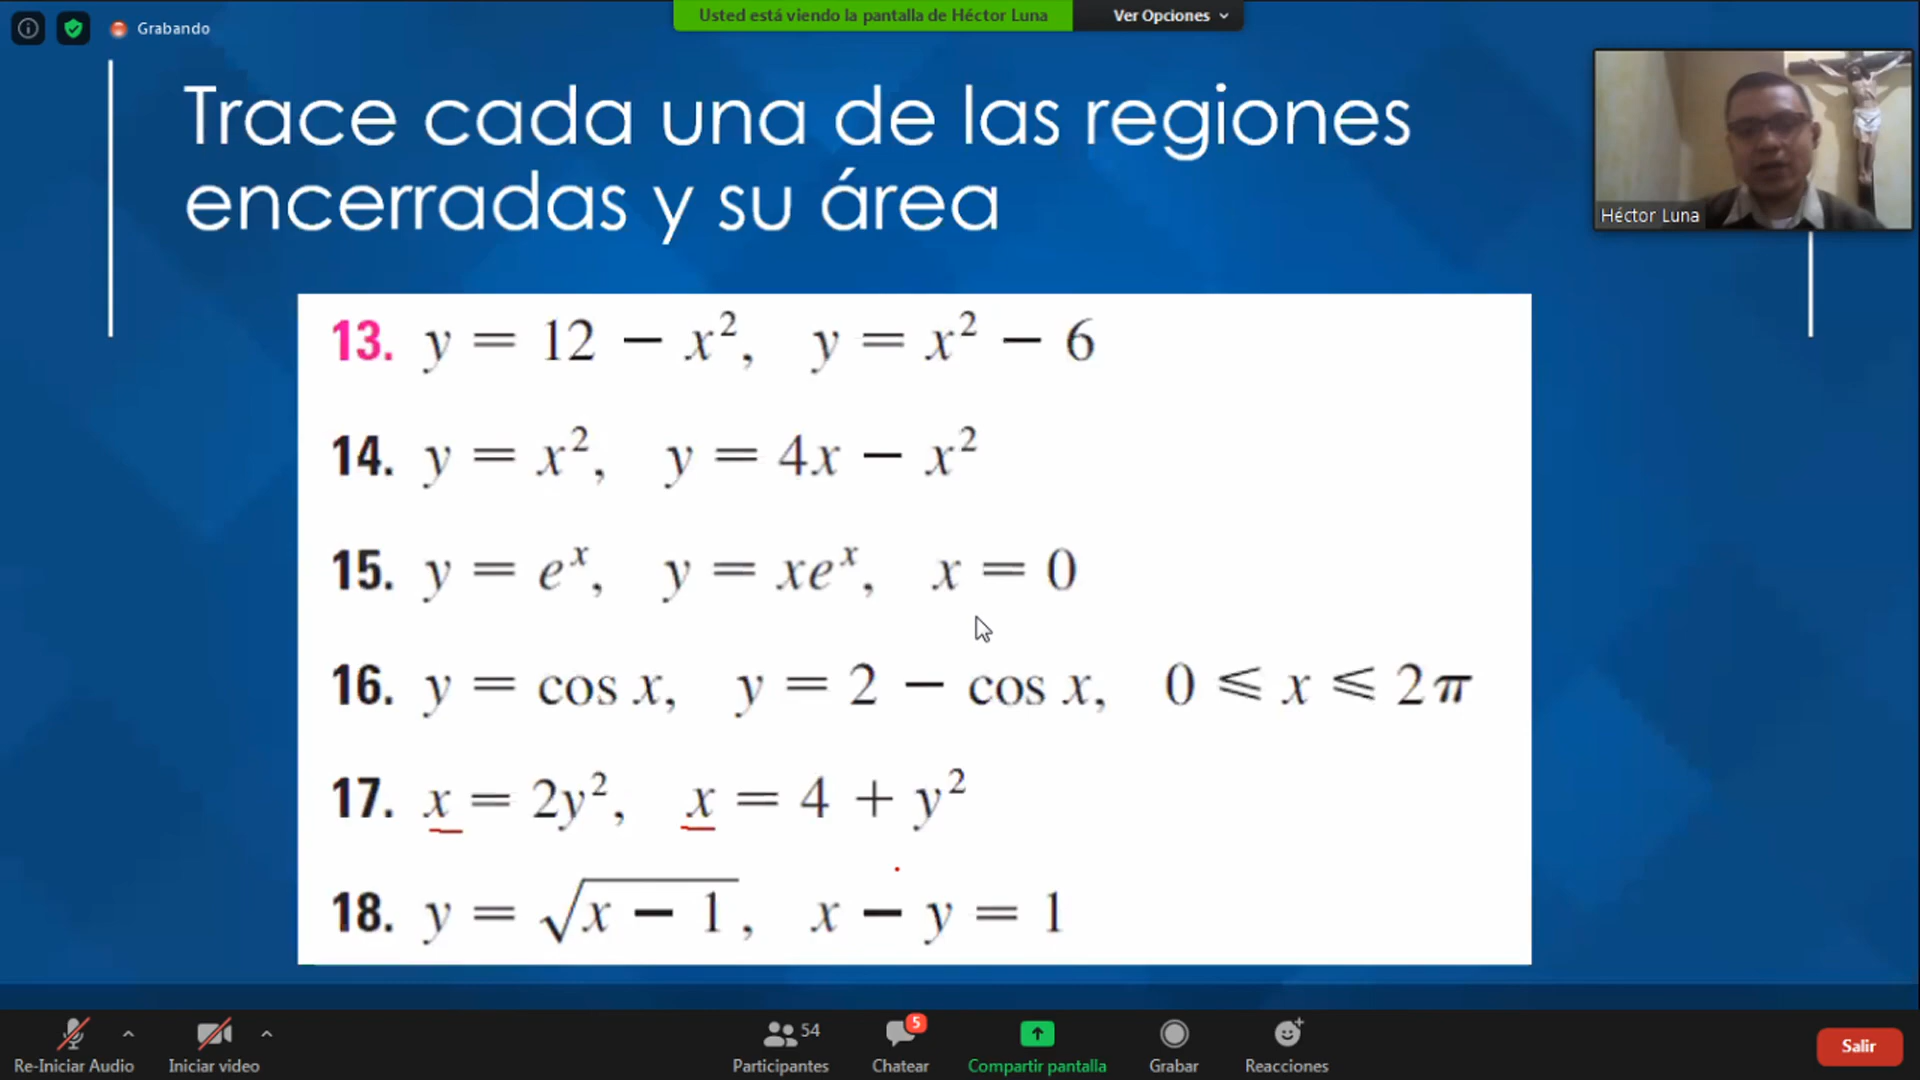 Usted está viendo la pantalla de Héctor Luna Ver Opciones
Grabando
Trace cada una de las regiones
encerradas y su área
Héctor Luna
13. y = 12 − x², y = x² − 6
14. y = x², y = 4x − x²
15. y = eˣ, y = xeˣ, x = 0
16. y = cos x, y = 2 − cos x, 0 ⩽ x ⩽ 2π
17. x = 2y², x = 4 + y²
18. y = √(x − 1), x − y = 1
54
5
Re-Iniciar Audio Iniciar video Participantes Chatear Compartir pantalla Grabar Reacciones Salir